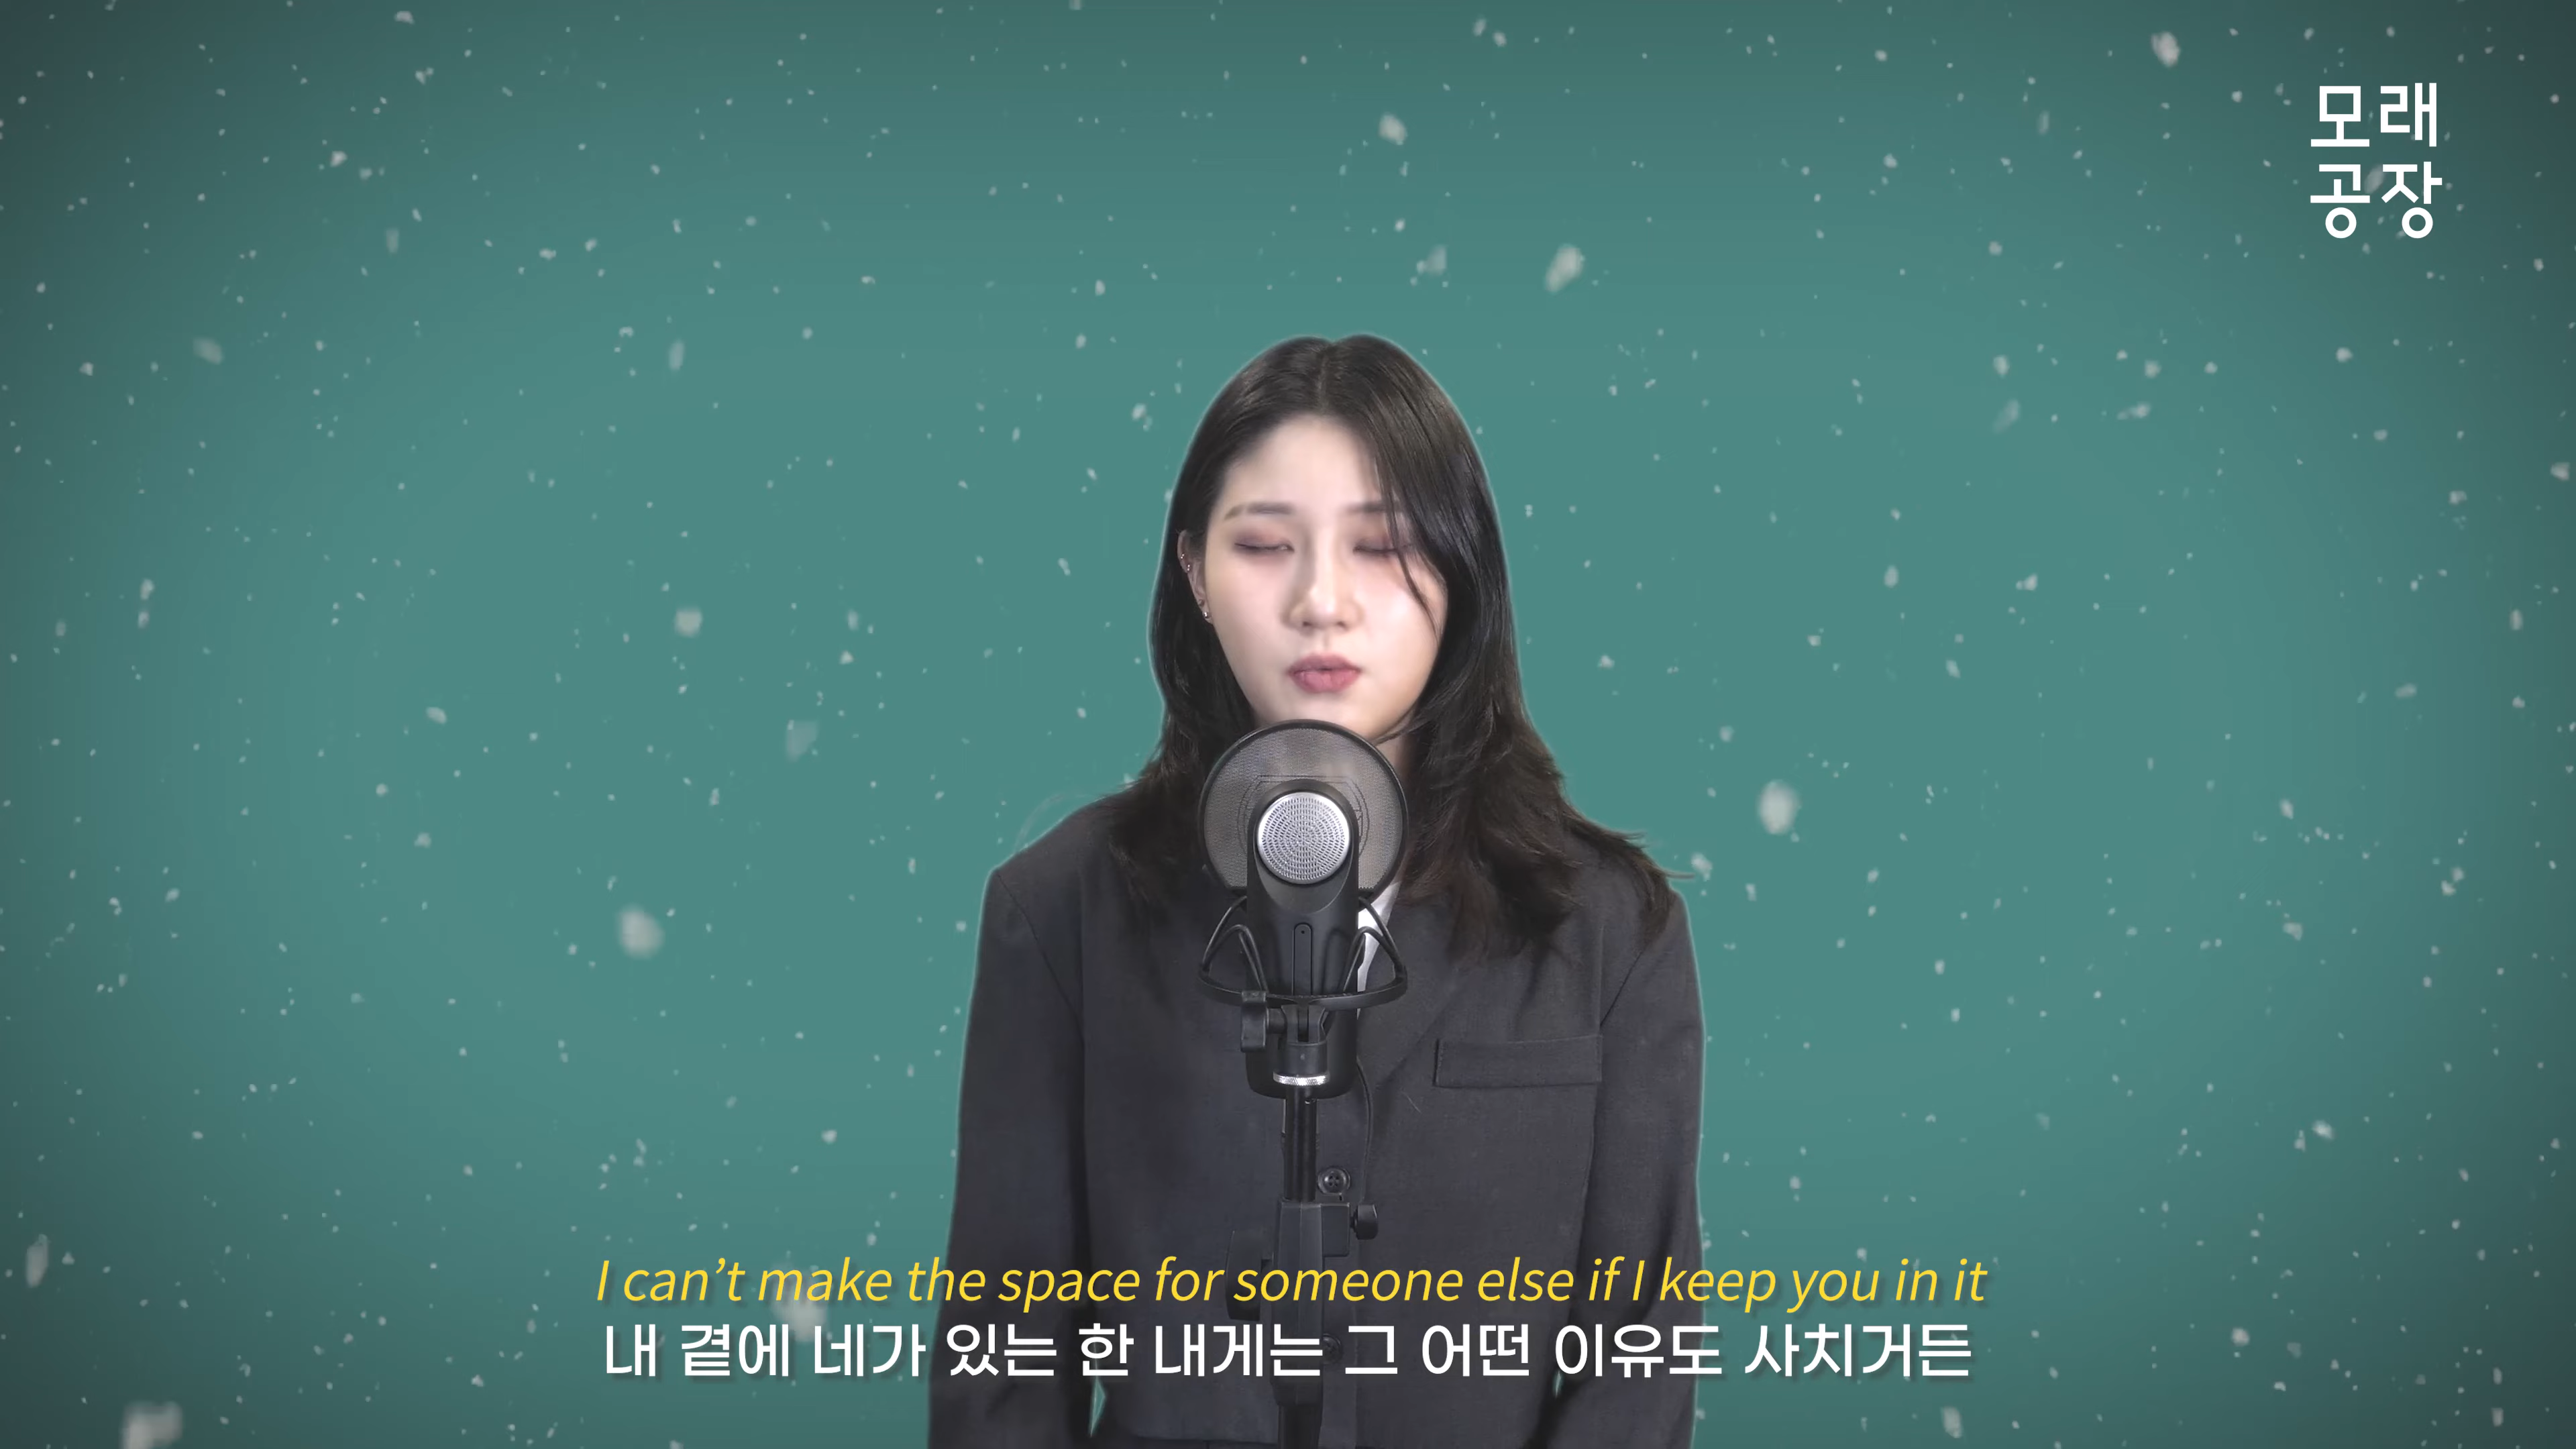 모래
공장
I can't make the space for someone else if I keep you in it
내 곁에 네가 있는 한 내게는 그 어떤 이유도 사치거든